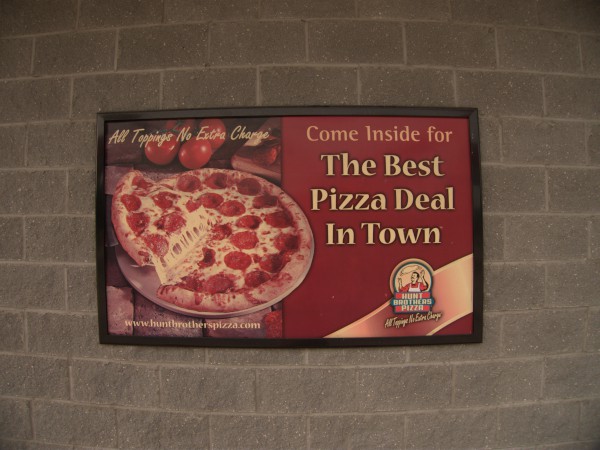 All Toppings No Extra Charge
Come Inside for
The Best
Pizza Deal
In Town
HUNT
BROTHERS
PIZZA
All Toppings No Extra Charge
www.huntbrotherspizza.com